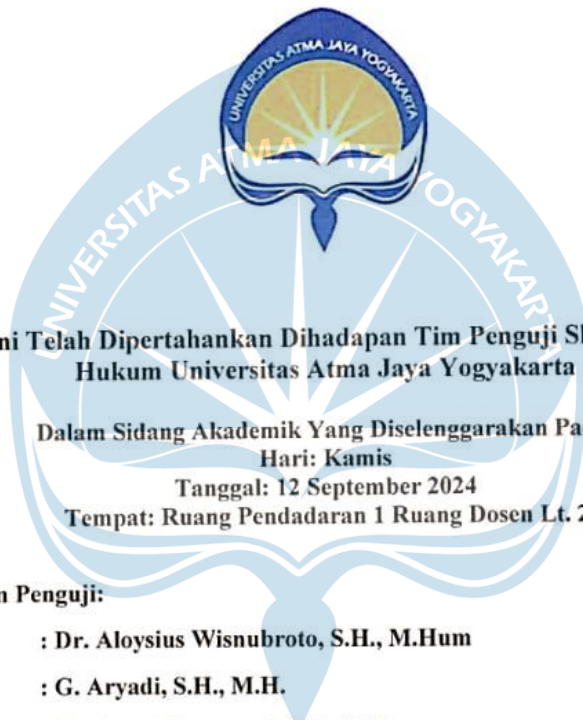 UNIVERSITAS ATMA JAYA YOGYAKARTA
UNIVERSITAS ATMA JAYA YOGYAKARTA
ni Telah Dipertahankan Dihadapan Tim Penguji S
Hukum Universitas Atma Jaya Yogyakarta
Dalam Sidang Akademik Yang Diselenggarakan Pa
Hari: Kamis
Tanggal: 12 September 2024
Tempat: Ruang Pendadaran 1 Ruang Dosen Lt. 2
n Penguji:
: Dr. Aloysius Wisnubroto, S.H., M.Hum
: G. Aryadi, S.H., M.H.